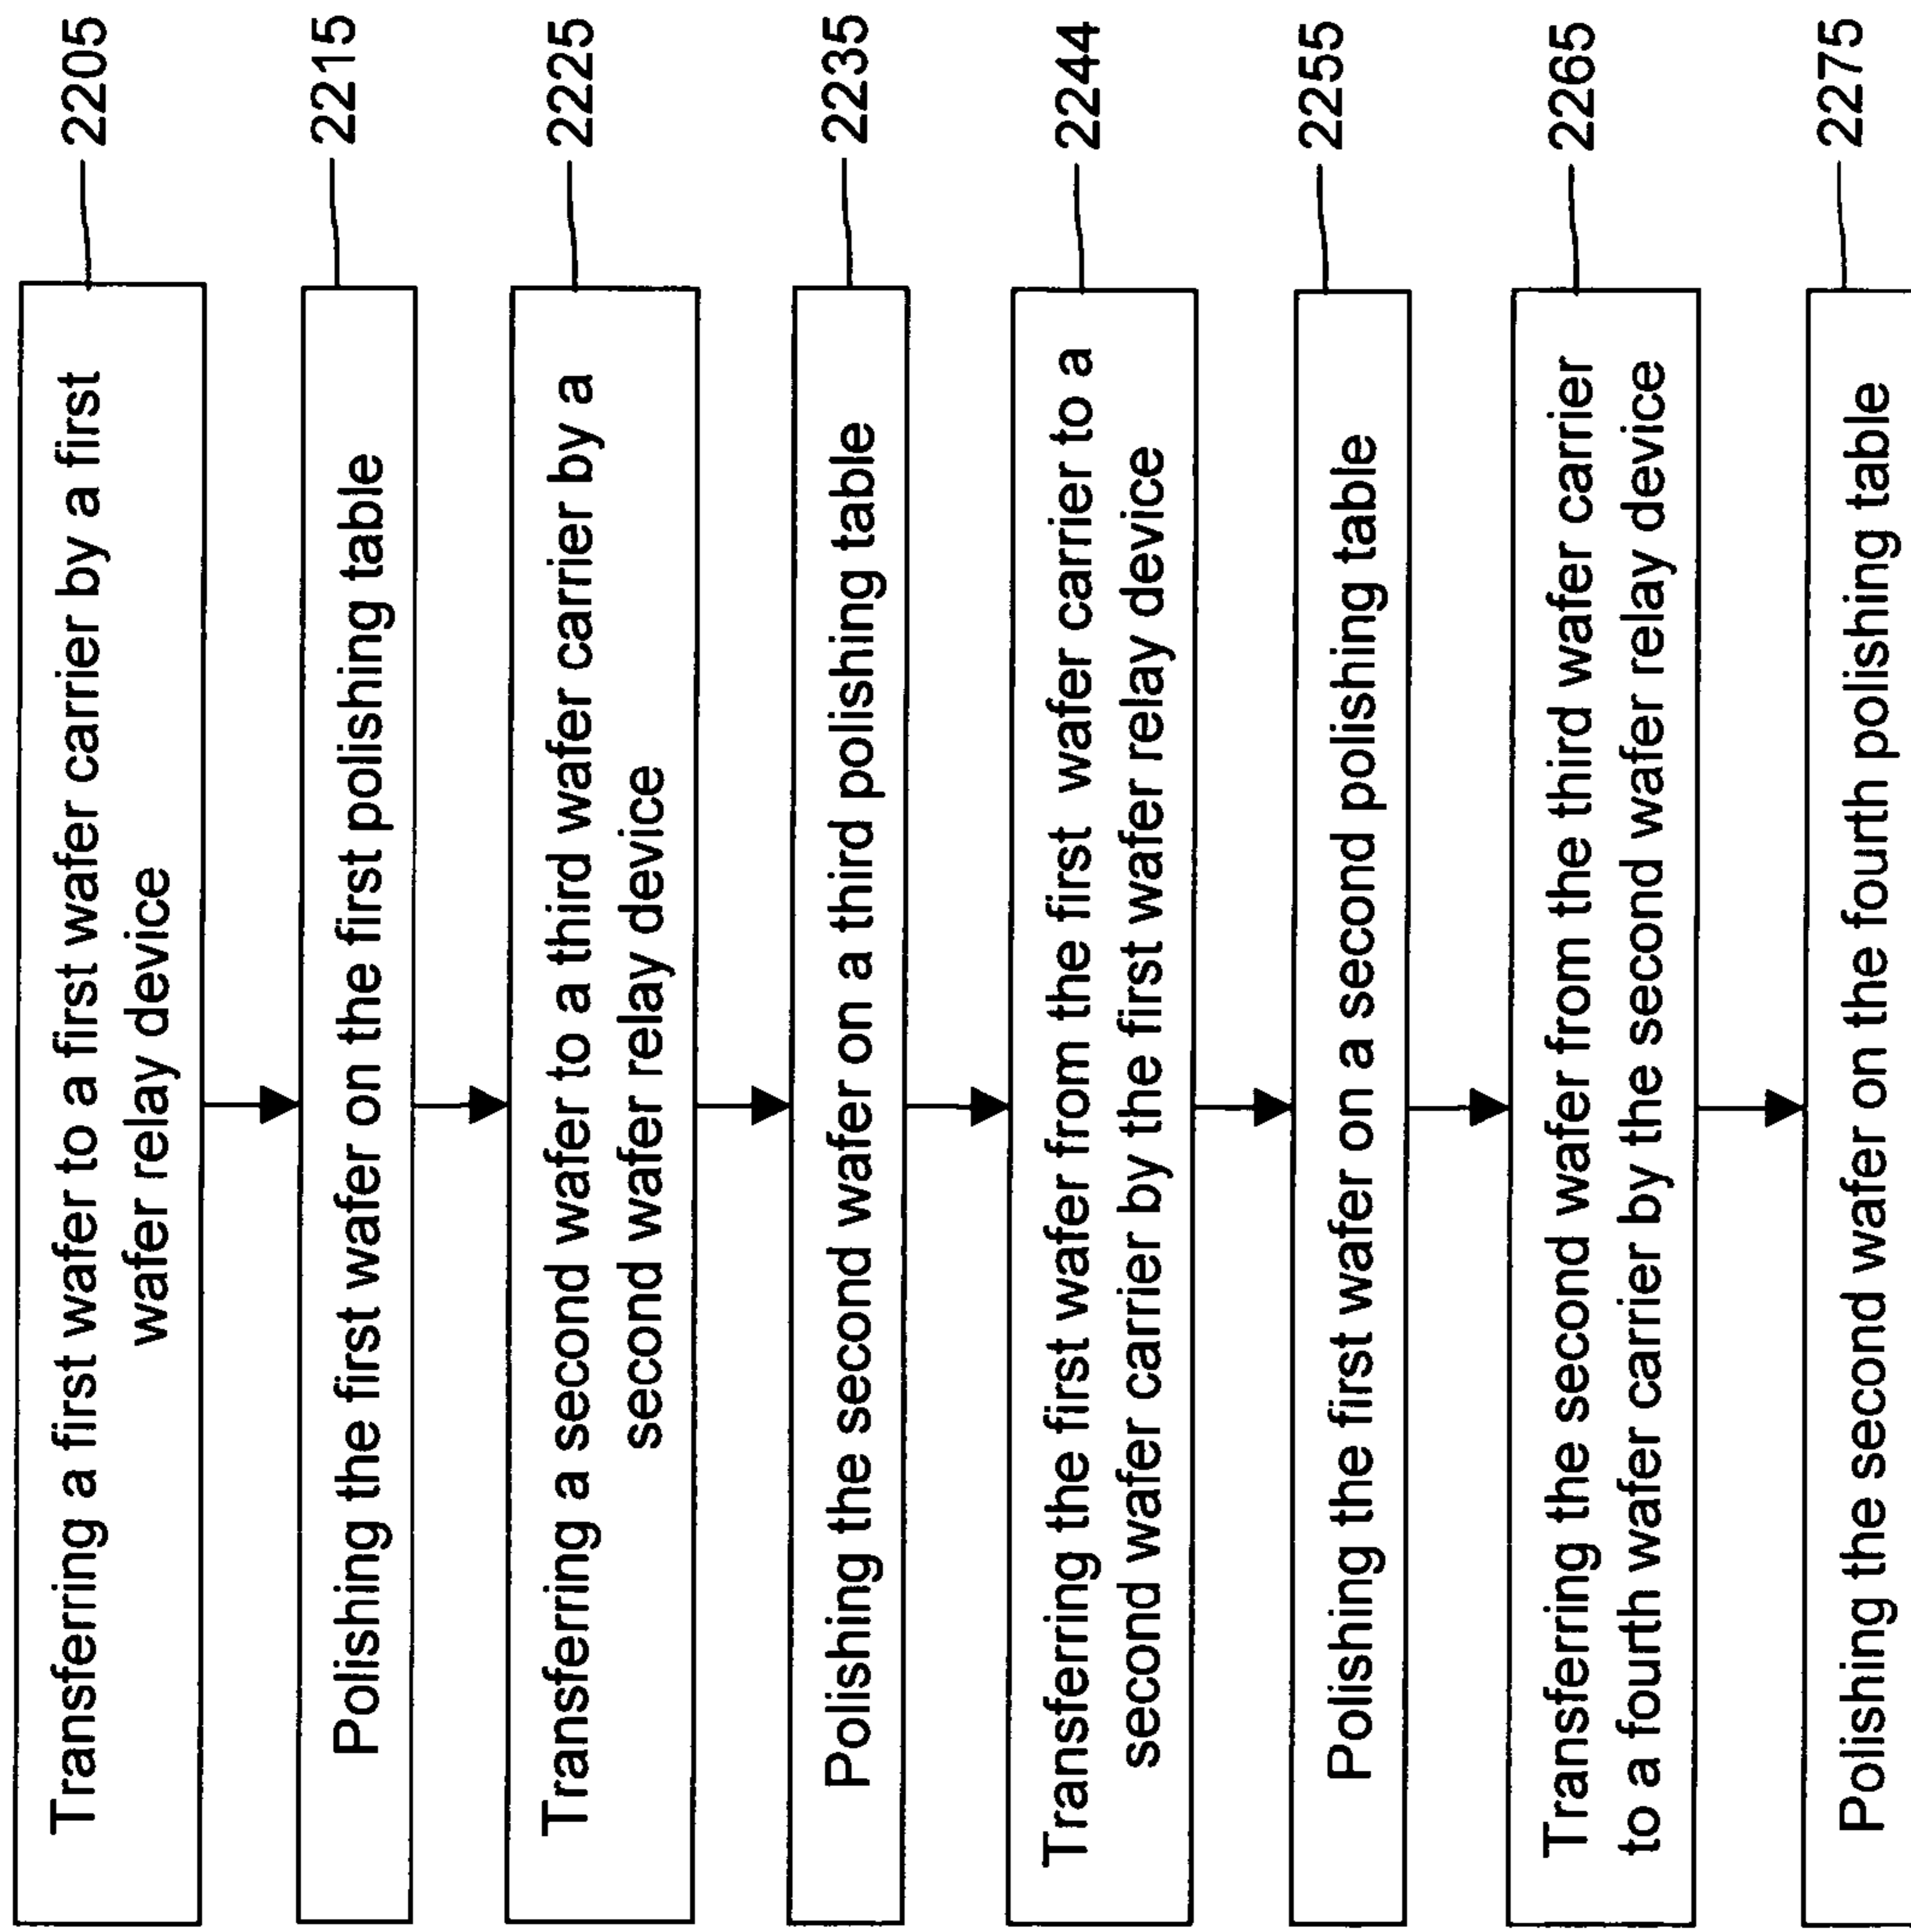 Transferring a first wafer to a first wafer carrier by a first
wafer relay device
2205
Polishing the first wafer on the first polishing table
2215
Transferring a second wafer to a third wafer carrier by a
second wafer relay device
2225
Polishing the second wafer on a third polishing table
2235
Transferring the first wafer from the first wafer carrier to a
second wafer carrier by the first wafer relay device
2244
Polishing the first wafer on a second polishing table
2255
Transferring the second wafer from the third wafer carrier
to a fourth wafer carrier by the second wafer relay device
2265
Polishing the second wafer on the fourth polishing table
2275